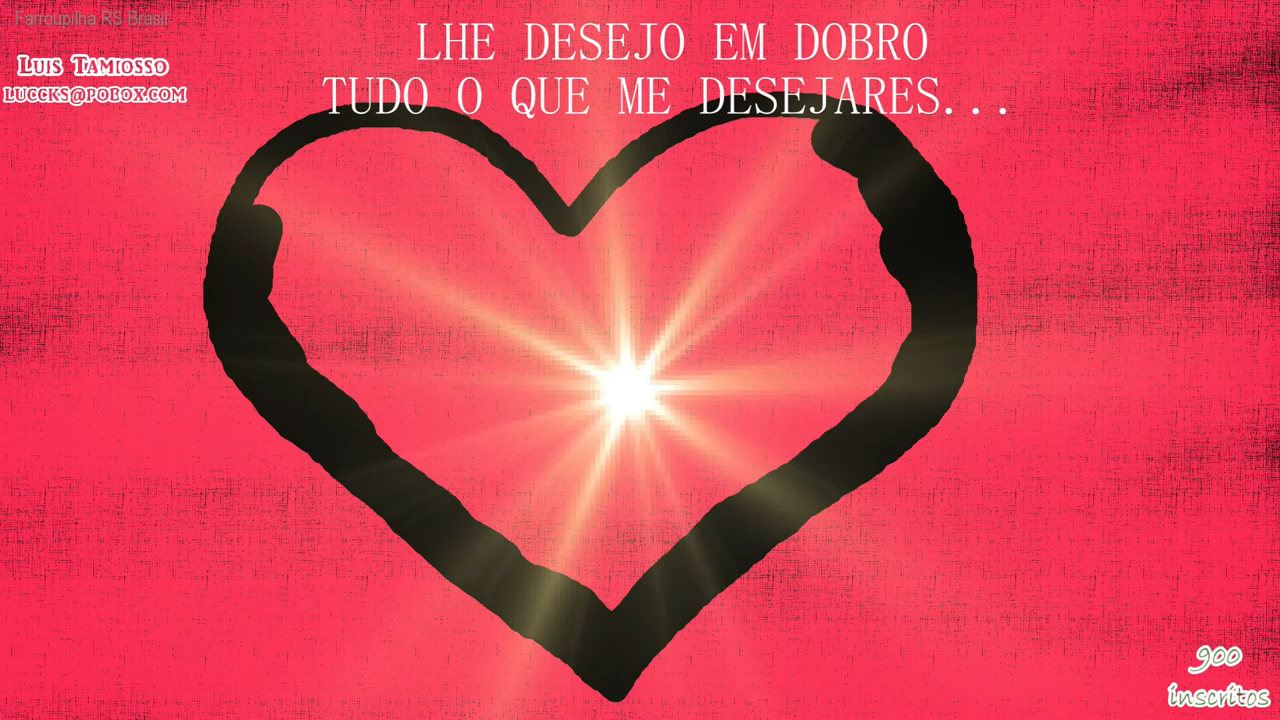 Farroupilha RS Brasil
Luis Tamiosso
luccks@pobox.com
LHE DESEJO EM DOBRO
TUDO O QUE ME DESEJARES...
900
inscritos